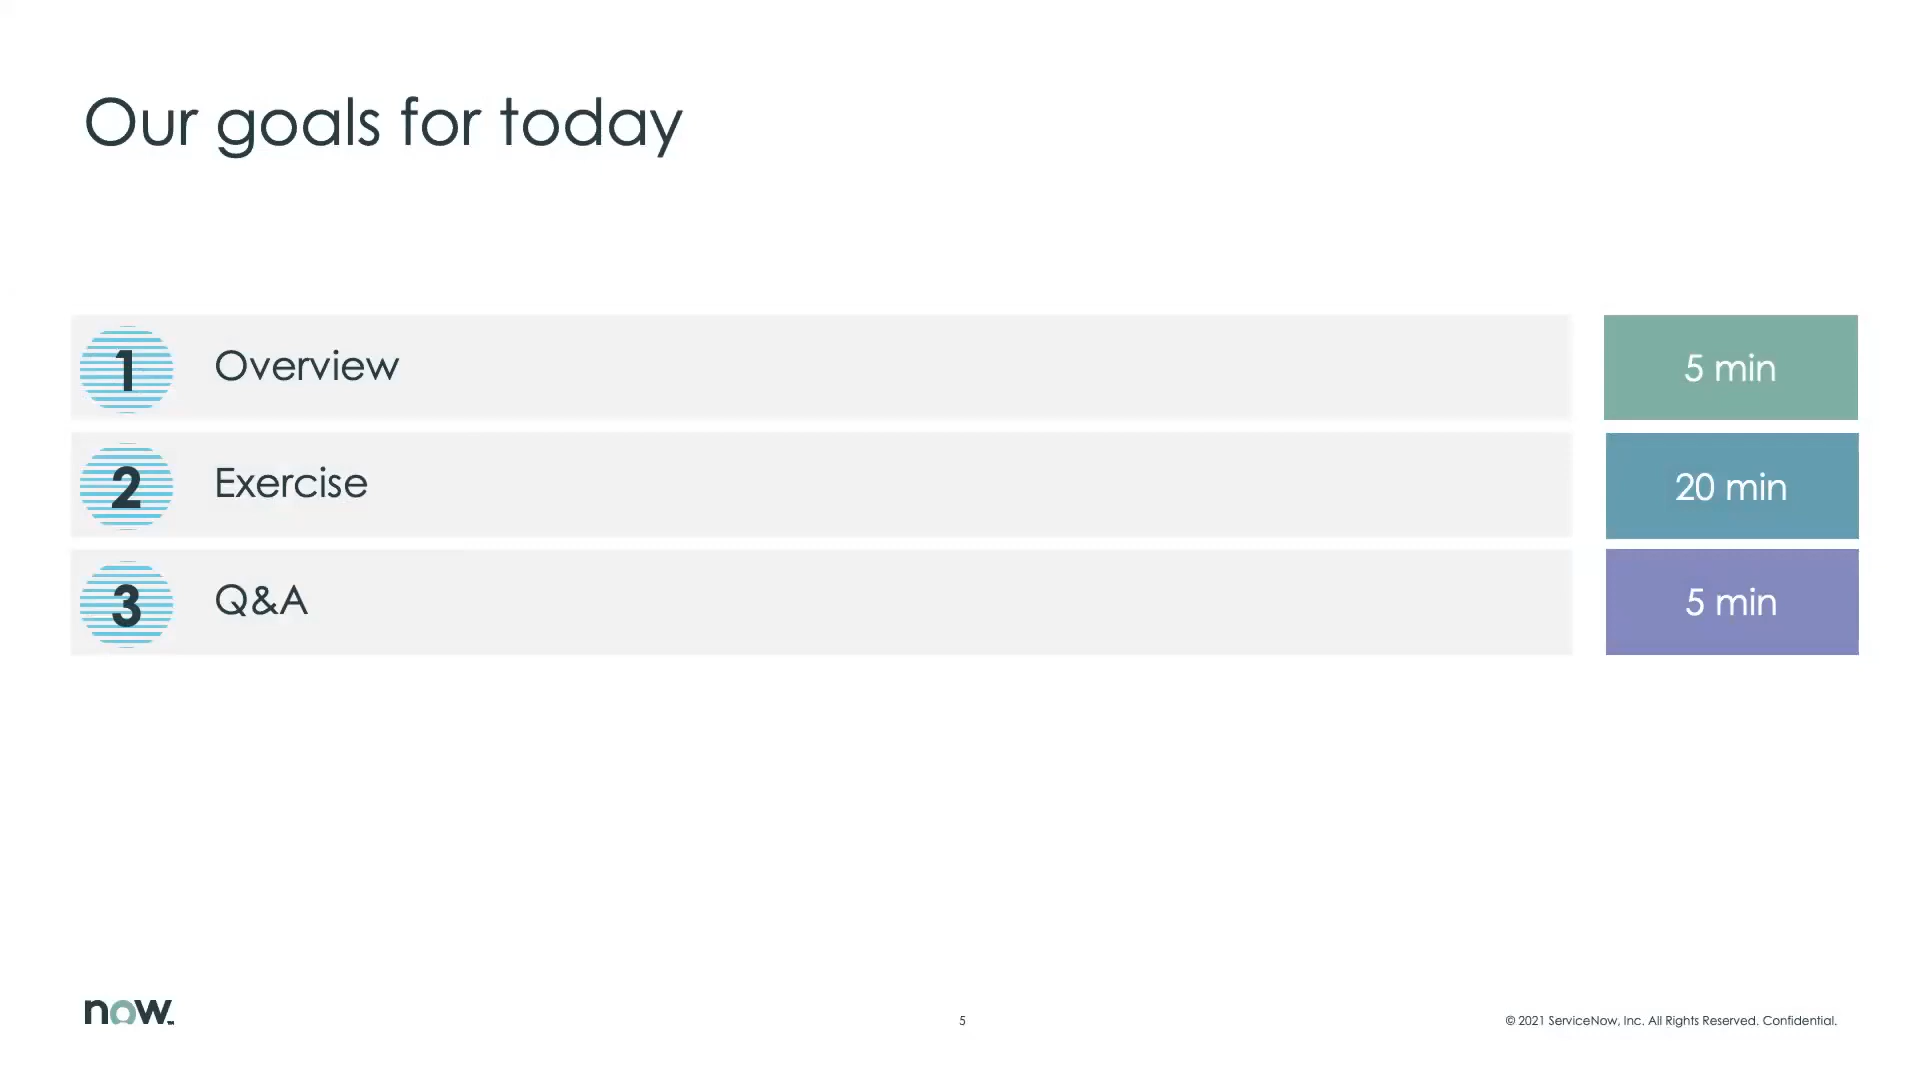 Our goals for today
1 Overview 5 min
2 Exercise 20 min
3 Q&A 5 min
now.
5
© 2021 ServiceNow, Inc. All Rights Reserved. Confidential.